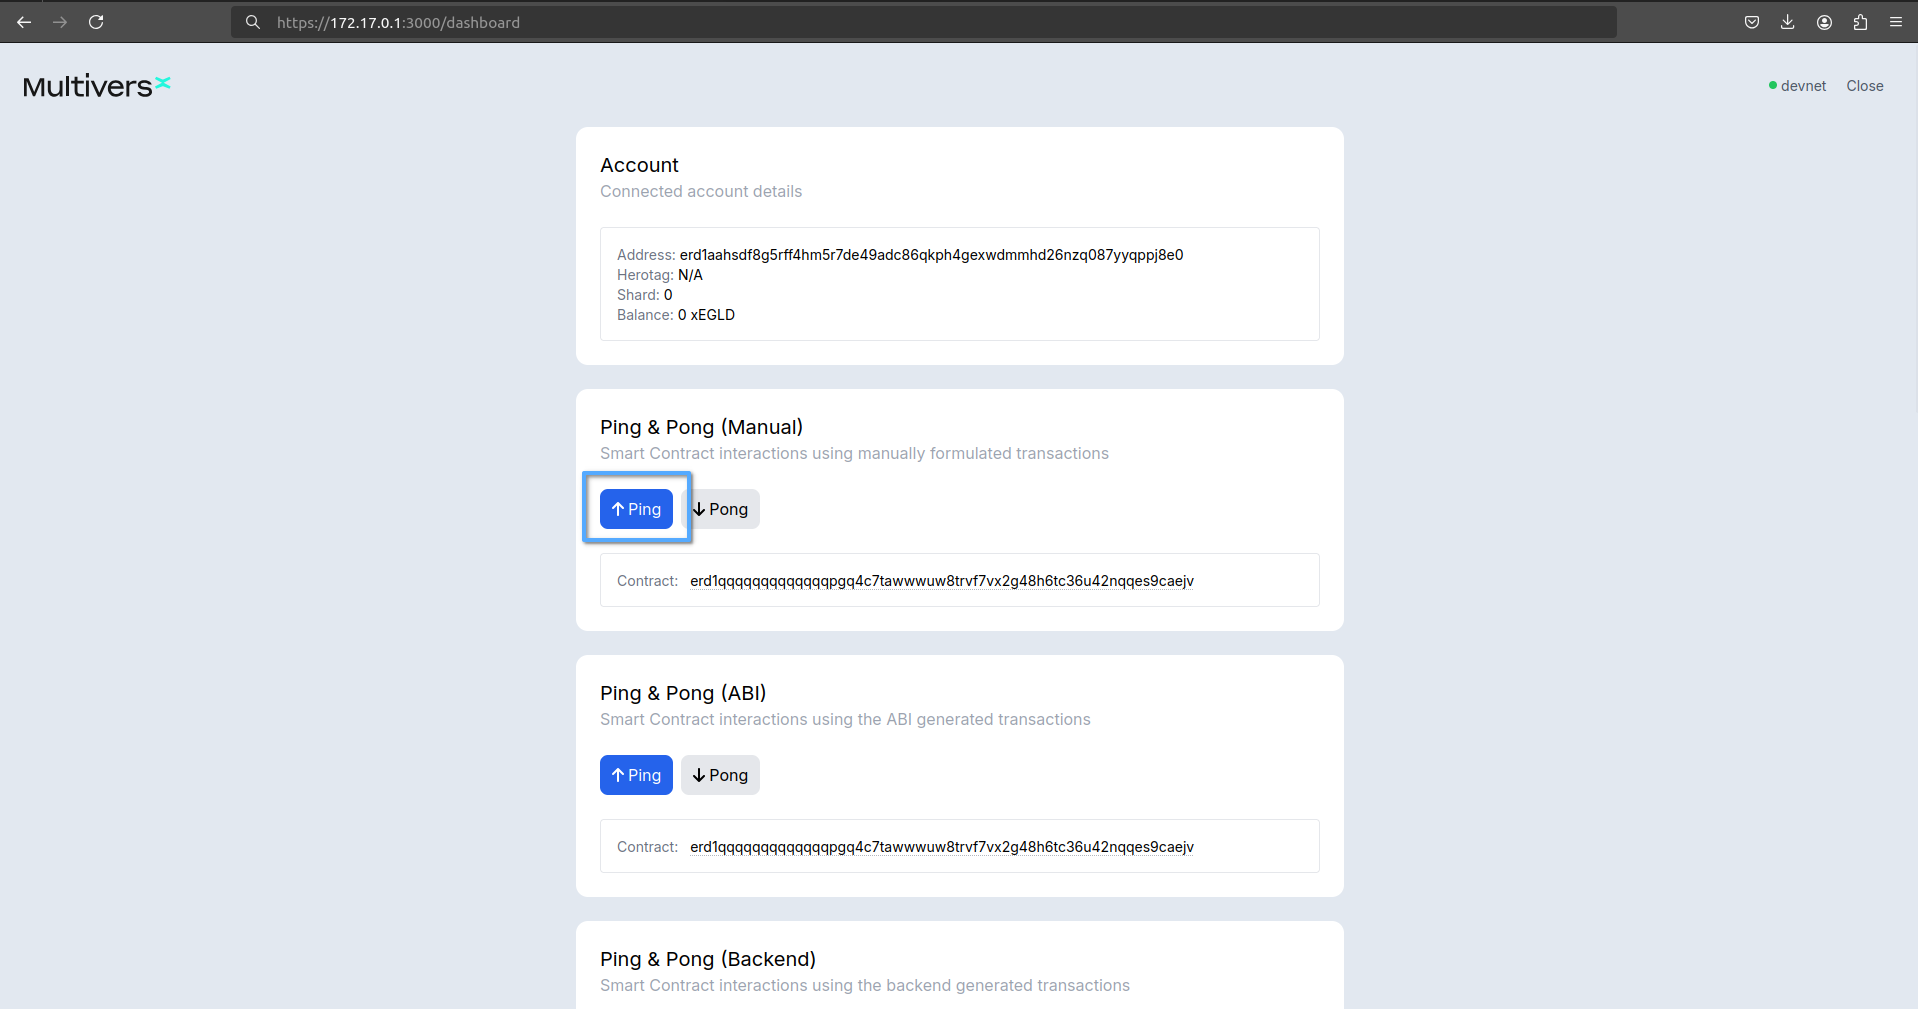 https://172.17.0.1:3000/dashboard
Multivers
devnet Close
Account
Connected account details
Address: erd1aahsdf8g5rff4hm5r7de49adc86qkph4gexwdmmhd26nzq087yyqppj8e0
Herotag: N/A
Shard: 0
Balance: 0 xEGLD
Ping & Pong (Manual)
Smart Contract interactions using manually formulated transactions
Ping Pong
Contract: erd1qqqqqqqqqqqqqpgq4c7tawwwuw8trvf7vx2g48h6tc36u42nqqes9caejv
Ping & Pong (ABI)
Smart Contract interactions using the ABI generated transactions
Ping Pong
Contract: erd1qqqqqqqqqqqqqpgq4c7tawwwuw8trvf7vx2g48h6tc36u42nqqes9caejv
Ping & Pong (Backend)
Smart Contract interactions using the backend generated transactions